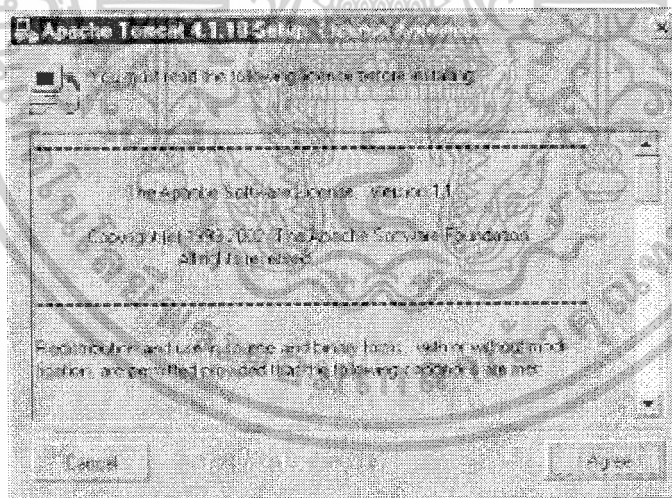 Apache Tomcat 4.1.18 Setup: License Agreement
You must read the following license before installing:
The Apache Software License, Version 1.1
Copyright (c) 1999, 2002 The Apache Software Foundation.
All rights reserved.
Redistribution and use in source and binary forms, with or without modi
fication, are permitted provided that the following conditions are met:
Cancel
Agree